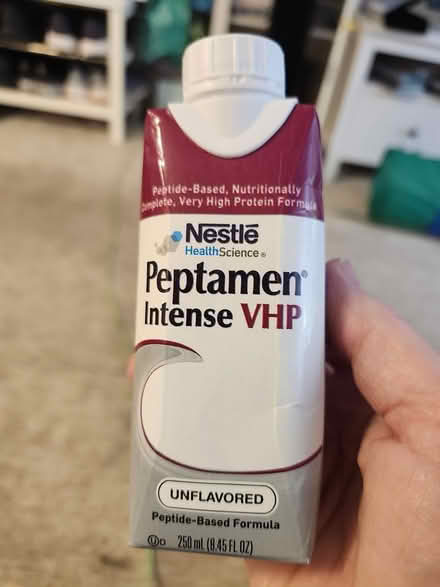 Peptide-Based, Nutritionally
Complete, Very High Protein Formula
Nestlé
HealthScience®
Peptamen®
Intense VHP
UNFLAVORED
Peptide-Based Formula
250 mL (8.45 FL OZ)